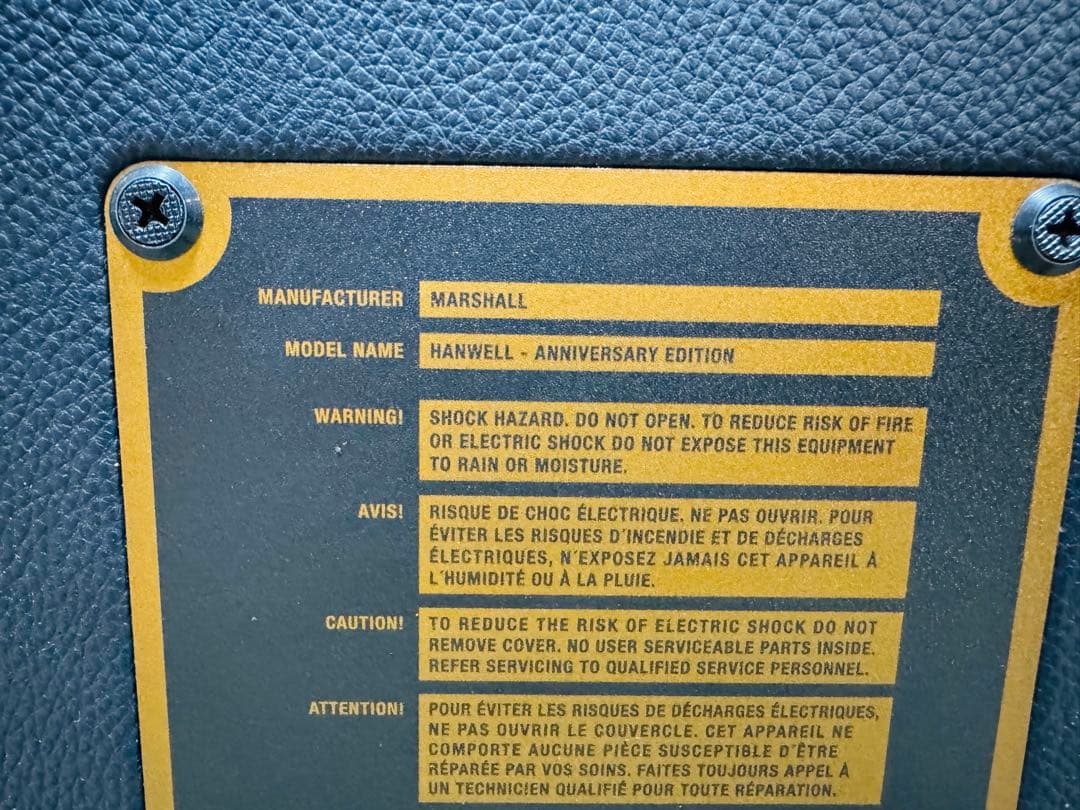 MANUFACTURER MARSHALL
MODEL NAME HANWELL - ANNIVERSARY EDITION
WARNING! SHOCK HAZARD. DO NOT OPEN. TO REDUCE RISK OF FIRE
OR ELECTRIC SHOCK DO NOT EXPOSE THIS EQUIPMENT
TO RAIN OR MOISTURE.
AVIS! RISQUE DE CHOC ÉLECTRIQUE. NE PAS OUVRIR. POUR
ÉVITER LES RISQUES D'INCENDIE ET DE DÉCHARGES
ÉLECTRIQUES, N'EXPOSEZ JAMAIS CET APPAREIL À
L'HUMIDITÉ OU À LA PLUIE.
CAUTION! TO REDUCE THE RISK OF ELECTRIC SHOCK DO NOT
REMOVE COVER. NO USER SERVICEABLE PARTS INSIDE.
REFER SERVICING TO QUALIFIED SERVICE PERSONNEL.
ATTENTION! POUR ÉVITER LES RISQUES DE DÉCHARGES ÉLECTRIQUES,
NE PAS OUVRIR LE COUVERCLE. CET APPAREIL NE
COMPORTE AUCUNE PIÈCE SUSCEPTIBLE D'ÊTRE
RÉPARÉE PAR VOS SOINS. FAITES TOUJOURS APPEL À
UN TECHNICIEN QUALIFIÉ POUR TOUTE RÉPARATION.